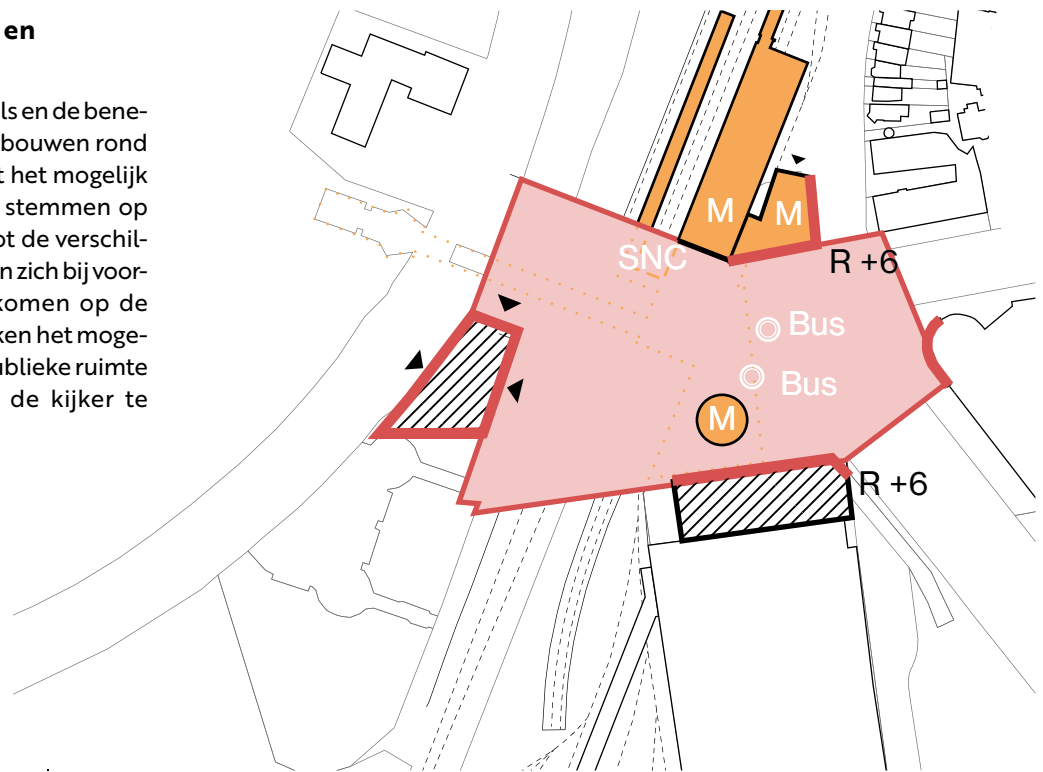 en
ls en de bene-
bouwen rond
t het mogelijk
stemmen op
ot de verschil-
n zich bij voor-
komen op de
ken het moge-
ublieke ruimte
de kijker te
M
M
SNC
R +6
Bus
Bus
M
R +6